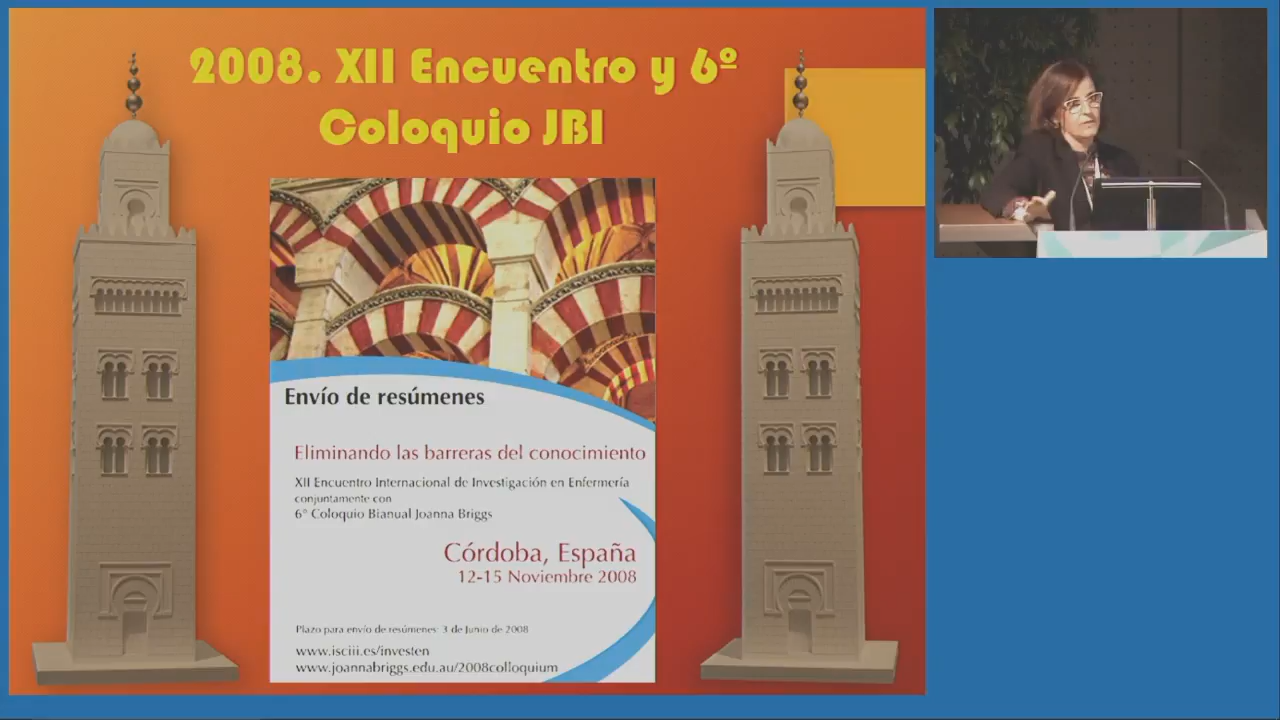 2008. XII Encuentro y 6º
Coloquio JBI
Envío de resúmenes
Eliminando las barreras del conocimiento
XII Encuentro Internacional de Investigación en Enfermería
conjuntamente con
6º Coloquio Bianual Joanna Briggs
Córdoba, España
12-15 Noviembre 2008
Plazo para envío de resúmenes: 3 de Junio de 2008
www.isciii.es/investen
www.joannabriggs.edu.au/2008colloquium